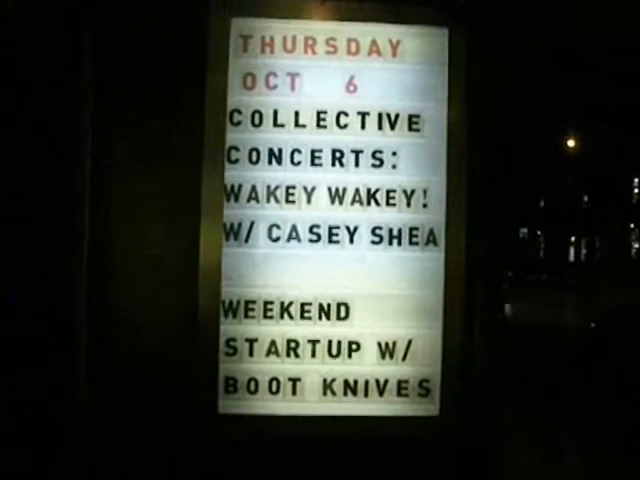 THURSDAY
OCT 6
COLLECTIVE
CONCERTS:
WAKEY WAKEY!
W/ CASEY SHEA
WEEKEND
STARTUP W/
BOOT KNIVES